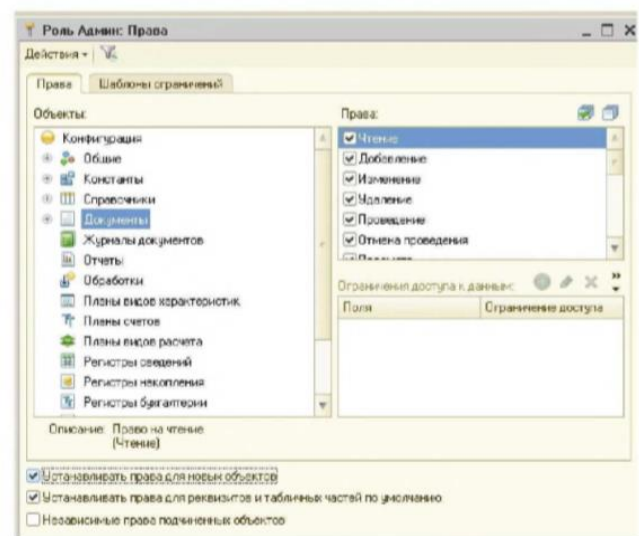 Роль Админ: Права
Действия
Права
Шаблоны ограничений
Объекты:
Конфигурация
Общие
Константы
Справочники
Документы
Журналы документов
Отчеты
Обработки
Планы видов характеристик
Планы счетов
Планы видов расчета
Регистры сведений
Регистры накопления
Регистры бухгалтерии
Права:
Чтение
Добавление
Изменение
Удаление
Проведение
Отмена проведения
Ограничения доступа к данным:
Поля
Ограничение доступа
Описание: Право на чтение
(Чтение)
Устанавливать права для новых объектов
Устанавливать права для реквизитов и табличных частей по умолчанию
Независимые права подчиненных объектов